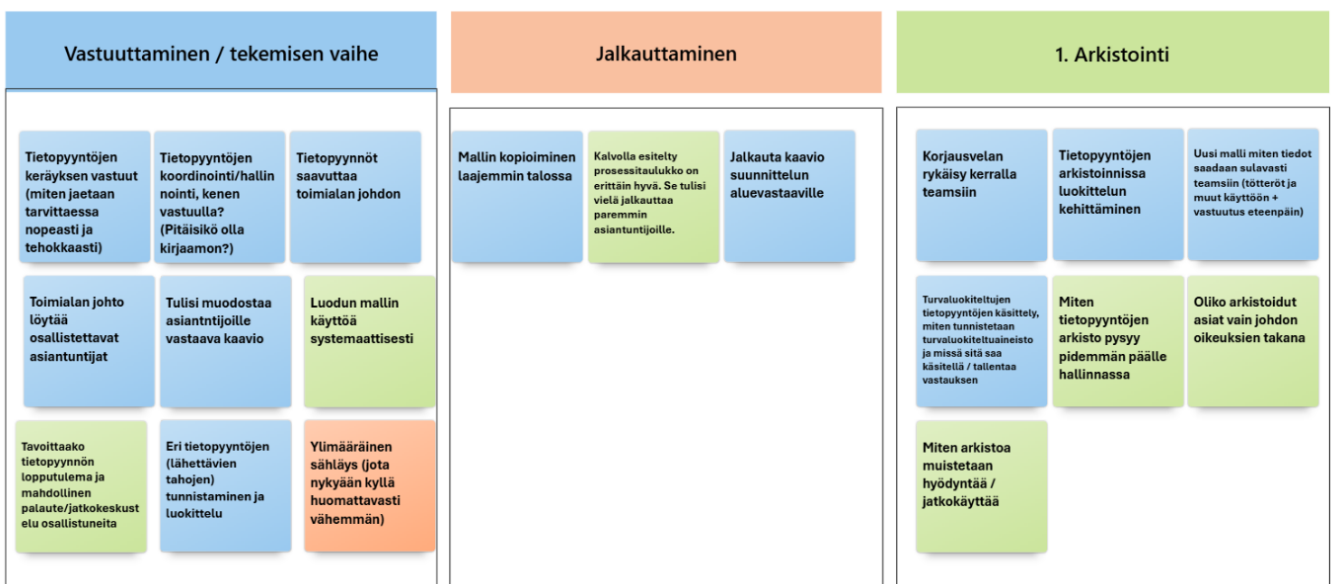 Vastuuttaminen / tekemisen vaihe
Tietopyyntöjen
keräyksen vastuut
(miten jaetaan
tarvittaessa
nopeasti ja
tehokkaasti)
Tietopyyntöjen
koordinointi/hallin
nointi, kenen
vastuulla?
(Pitäisikö olla
kirjaamon?)
Tietopyynnöt
saavuttaa
toimialan johdon
Toimialan johto
löytää
osallistettavat
asiantuntijat
Tulisi muodostaa
asiantntijoille
vastaava kaavio
Luodun mallin
käyttöä
systemaattisesti
Tavoittaako
tietopyynnön
lopputulema ja
mahdollinen
palaute/jatkokeskust
elu osallistuneita
Eri tietopyyntöjen
(lähettävien
tahojen)
tunnistaminen ja
luokittelu
Ylimääräinen
sähläys (jota
nykyään kyllä
huomattavasti
vähemmän)
Jalkauttaminen
Mallin kopioiminen
laajemmin talossa
Kalvolla esitelty
prosessitaulukko on
erittäin hyvä. Se tulisi
vielä jalkauttaa
paremmin
asiantuntijoille.
Jalkauta kaavio
suunnittelun
aluevastaaville
1. Arkistointi
Korjausvelan
rykäisy kerralla
teamsiin
Tietopyyntöjen
arkistoinnissa
luokittelun
kehittäminen
Uusi malli miten tiedot
saadaan sulavasti
teamsiin (tötteröt ja
muut käyttöön +
vastuutus eteenpäin)
Turvaluokiteltujen
tietopyyntöjen käsittely,
miten tunnistetaan
turvaluokiteltuaineisto
ja missä sitä saa
käsitellä / tallentaa
vastauksen
Miten
tietopyyntöjen
arkisto pysyy
pidemmän päälle
hallinnassa
Oliko arkistoidut
asiat vain johdon
oikeuksien takana
Miten arkistoa
muistetaan
hyödyntää /
jatkokäyttää